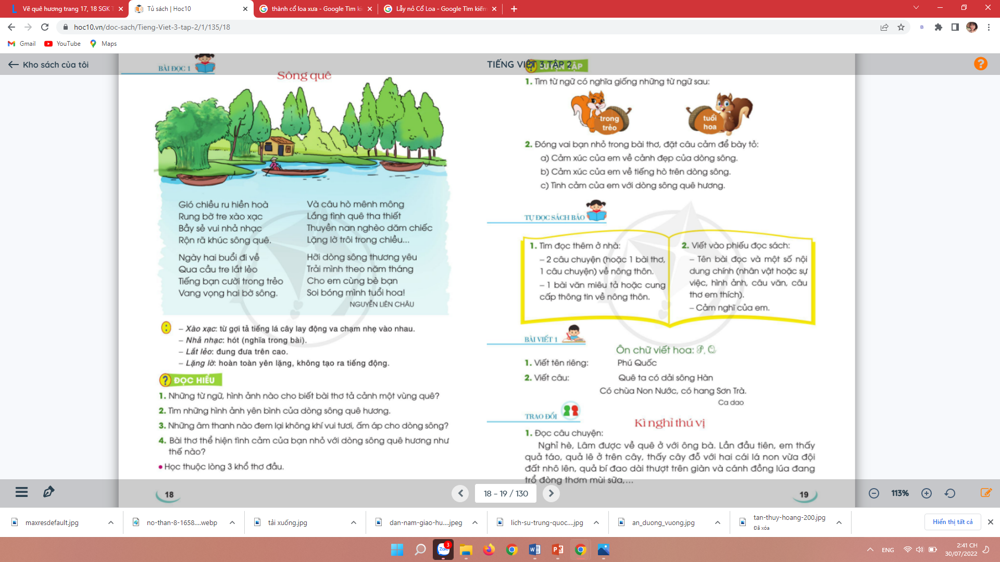 Vẽ quê hương trang 17, 18 SGK T
Tủ sách | Hoc10
thành cổ loa xưa - Google Tìm ki
Lẫy nỏ Cổ Loa - Google Tìm kiếm
hoc10.vn/doc-sach/Tieng-Viet-3-tap-2/1/135/18
Gmail
YouTube
Maps
Kho sách của tôi
TIẾNG VIỆT 3 TẬP 2
BÀI ĐỌC 1
Sông quê
Gió chiều ru hiền hoà
Rung bờ tre xào xạc
Bầy sẻ vui nhả nhạc
Rộn rã khúc sông quê.
Ngày hai buổi đi về
Qua cầu tre lắt lẻo
Tiếng bạn cười trong trẻo
Vang vọng hai bờ sông.
Và câu hò mênh mông
Lắng tình quê tha thiết
Thuyền nan nghèo dăm chiếc
Lặng lờ trôi trong chiều...
Hỡi dòng sông thương yêu
Trải mình theo năm tháng
Cho em cùng bè bạn
Soi bóng mình tuổi hoa!
NGUYỄN LIÊN CHÂU
– Xào xạc: từ gợi tả tiếng lá cây lay động va chạm nhẹ vào nhau.
– Nhả nhạc: hót (nghĩa trong bài).
– Lắt lẻo: đung đưa trên cao.
– Lặng lờ: hoàn toàn yên lặng, không tạo ra tiếng động.
? ĐỌC HIỂU
1. Những từ ngữ, hình ảnh nào cho biết bài thơ tả cảnh một vùng quê?
2. Tìm những hình ảnh yên bình của dòng sông quê hương.
3. Những âm thanh nào đem lại không khí vui tươi, ấm áp cho dòng sông?
4. Bài thơ thể hiện tình cảm của bạn nhỏ với dòng sông quê hương như
thế nào?
• Học thuộc lòng 3 khổ thơ đầu.
18
LUYỆN TẬP
1. Tìm từ ngữ có nghĩa giống những từ ngữ sau:
trong
trẻo
tuổi
hoa
2. Đóng vai bạn nhỏ trong bài thơ, đặt câu cảm để bày tỏ:
a) Cảm xúc của em về cảnh đẹp của dòng sông.
b) Cảm xúc của em về tiếng hò trên dòng sông.
c) Tình cảm của em với dòng sông quê hương.
TỰ ĐỌC SÁCH BÁO
1. Tìm đọc thêm ở nhà:
– 2 câu chuyện (hoặc 1 bài thơ,
1 câu chuyện) về nông thôn.
– 1 bài văn miêu tả hoặc cung
cấp thông tin về nông thôn.
2. Viết vào phiếu đọc sách:
– Tên bài đọc và một số nội
dung chính (nhân vật hoặc sự
việc, hình ảnh, câu văn, câu
thơ em thích).
– Cảm nghĩ của em.
BÀI VIẾT 1
Ôn chữ viết hoa: P, Q
1. Viết tên riêng: Phú Quốc
2. Viết câu: Quê ta có dải sông Hàn
Có chùa Non Nước, có hang Sơn Trà.
Ca dao
TRAO ĐỔI
Kì nghỉ thú vị
1. Đọc câu chuyện:
Nghỉ hè, Lâm được về quê ở với ông bà. Lần đầu tiên, em thấy
quả táo, quả lê ở trên cây, thấy cây đỗ với hai cái lá non vừa đội
đất nhô lên, quả bí đao dài thượt trên giàn và cánh đồng lúa đang
trổ đòng thơm mùi sữa,...
19
18 - 19 / 130
113%
maxresdefault.jpg
no-than-8-1658....webp
tải xuống.jpg
dan-nam-giao-hu....jpeg
lich-su-trung-quoc....jpg
an_duong_vuong.jpg
tan-thuy-hoang-200.jpg
Đã xóa
Hiển thị tất cả
Zalo
3
ENG
2:41 CH
30/07/2022